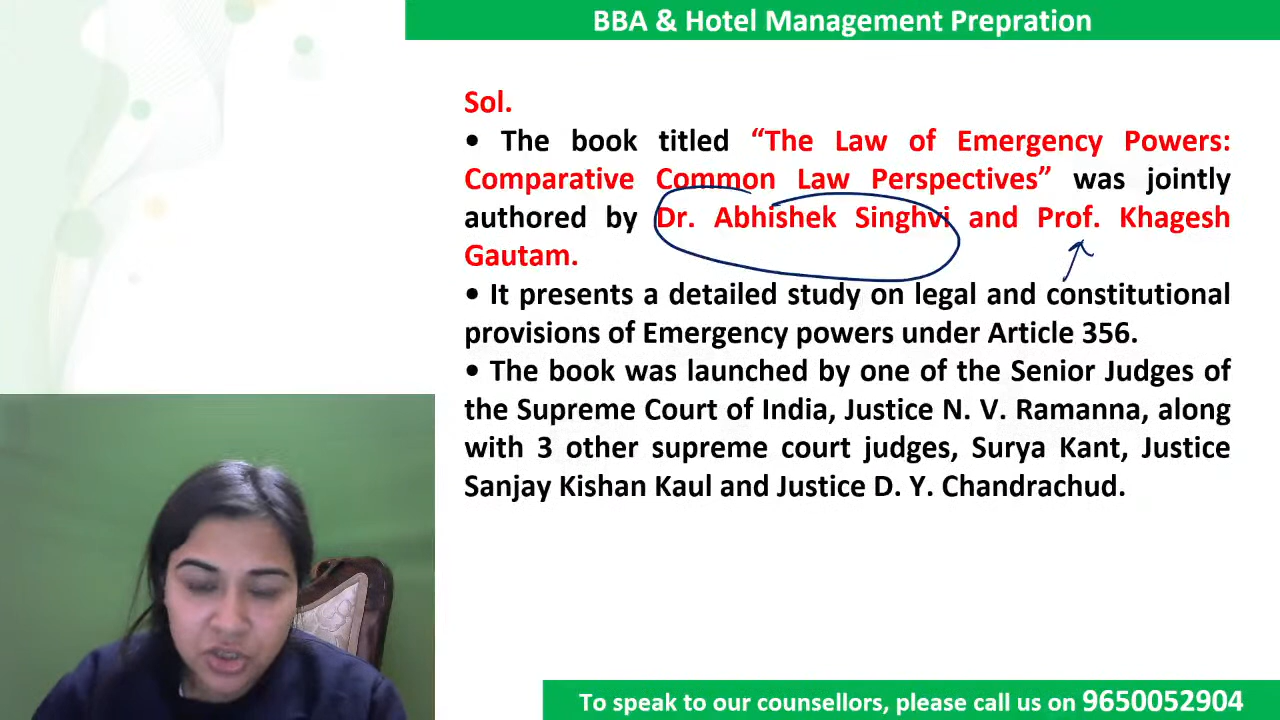 BBA & Hotel Management Prepration
Sol.
• The book titled “The Law of Emergency Powers:
Comparative Common Law Perspectives” was jointly
authored by Dr. Abhishek Singhvi and Prof. Khagesh
Gautam.
• It presents a detailed study on legal and constitutional
provisions of Emergency powers under Article 356.
• The book was launched by one of the Senior Judges of
the Supreme Court of India, Justice N. V. Ramanna, along
with 3 other supreme court judges, Surya Kant, Justice
Sanjay Kishan Kaul and Justice D. Y. Chandrachud.
To speak to our counsellors, please call us on 9650052904